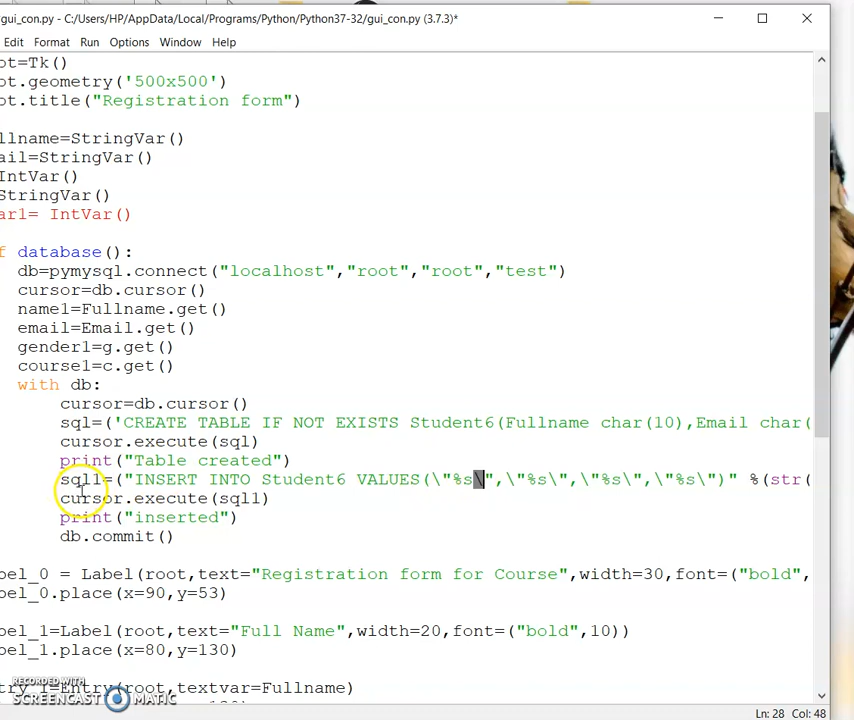 gui_con.py - C:/Users/HP/AppData/Local/Programs/Python/Python37-32/gui_con.py (3.7.3)*
Edit Format Run Options Window Help
ot=Tk()
ot.geometry('500x500')
ot.title("Registration form")
llname=StringVar()
ail=StringVar()
IntVar()
StringVar()
ar1= IntVar()
f database():
db=pymysql.connect("localhost","root","root","test")
cursor=db.cursor()
name1=Fullname.get()
email=Email.get()
gender1=g.get()
course1=c.get()
with db:
cursor=db.cursor()
sql=('CREATE TABLE IF NOT EXISTS Student6(Fullname char(10),Email char(
cursor.execute(sql)
print("Table created")
sql1=("INSERT INTO Student6 VALUES(\"%s\",\"%s\",\"%s\",\"%s\")" %(str(
cursor.execute(sql1)
print("inserted")
db.commit()
bel_0 = Label(root,text="Registration form for Course",width=30,font=("bold",
bel_0.place(x=90,y=53)
bel_1=Label(root,text="Full Name",width=20,font=("bold",10))
bel_1.place(x=80,y=130)
try_1=Entry(root,textvar=Fullname)
RECORDED WITH
SCREENCAST MATIC
Ln: 28 Col: 48